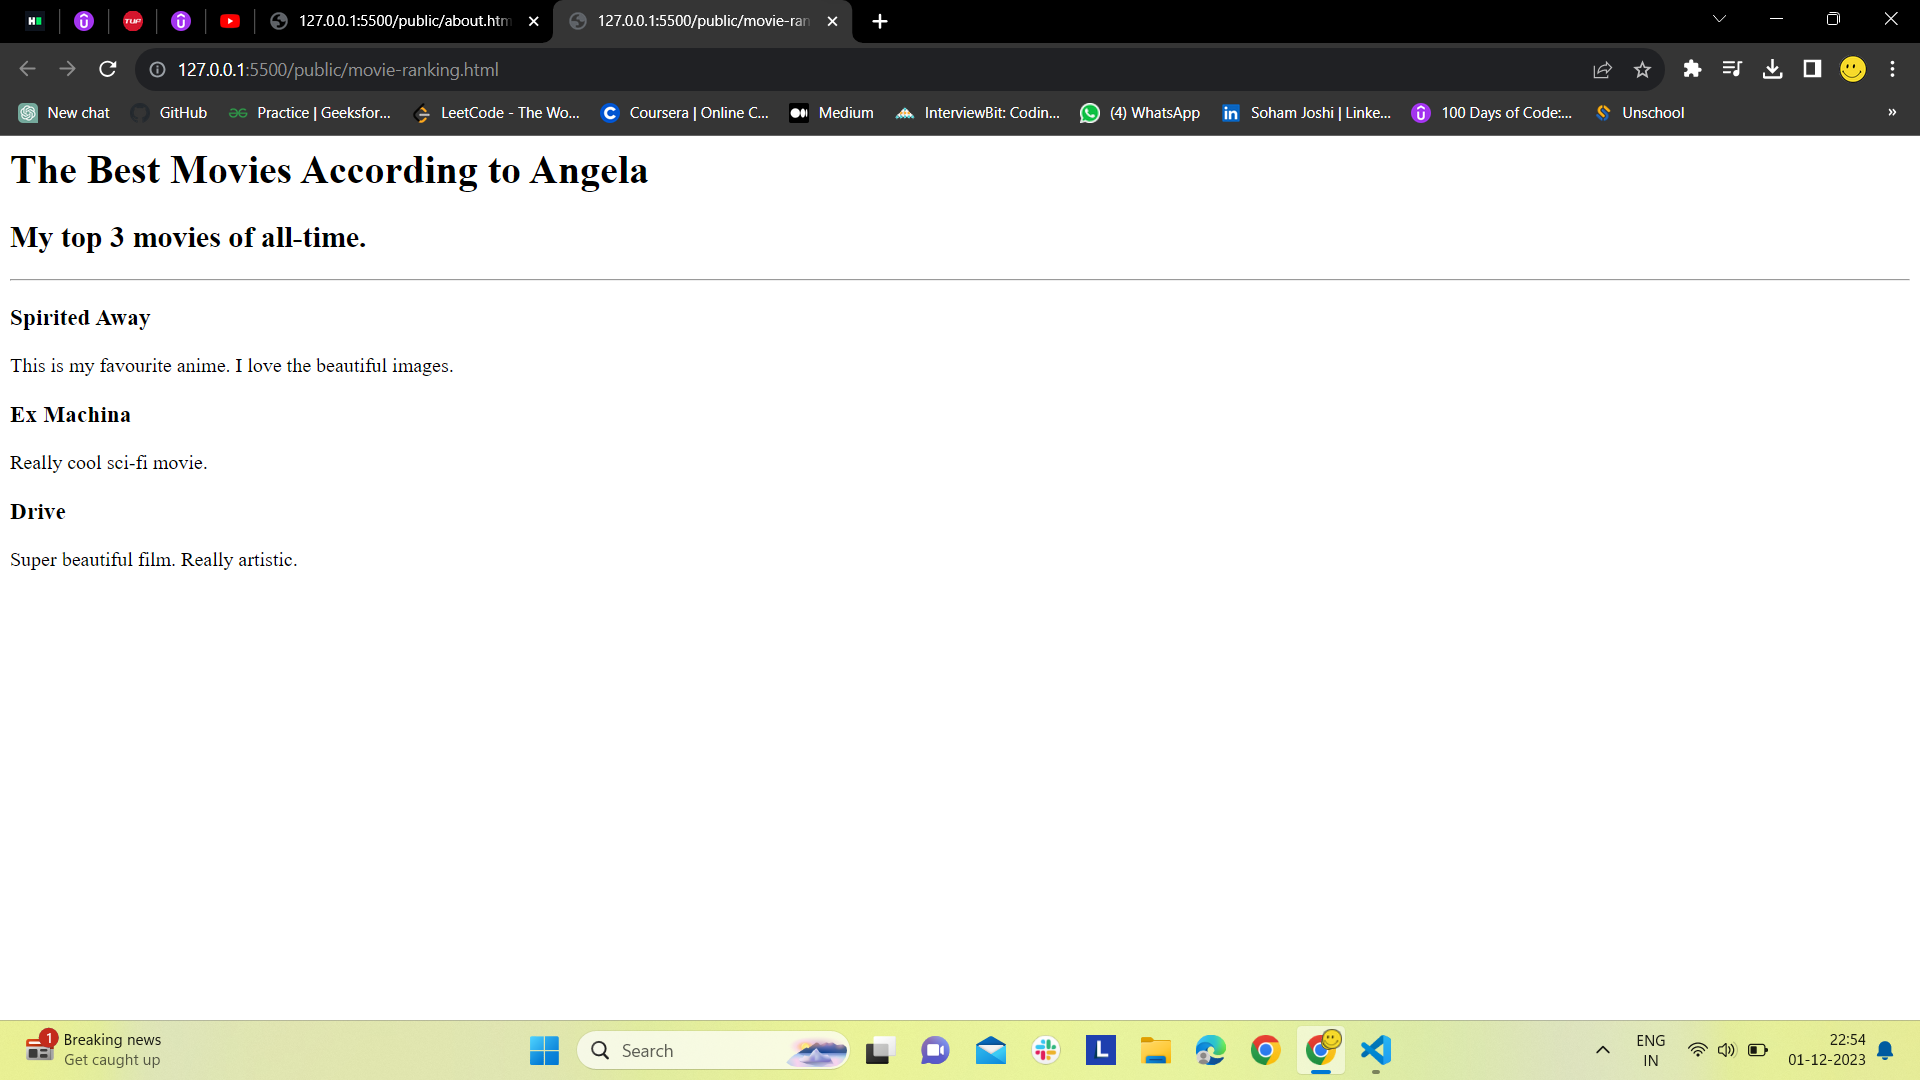 127.0.0.1:5500/public/about.htm
127.0.0.1:5500/public/movie-ran
127.0.0.1:5500/public/movie-ranking.html
New chat
GitHub
Practice | Geeksfor...
LeetCode - The Wo...
Coursera | Online C...
Medium
InterviewBit: Codin...
(4) WhatsApp
Soham Joshi | Linke...
100 Days of Code:...
Unschool
»
The Best Movies According to Angela
My top 3 movies of all-time.
Spirited Away
This is my favourite anime. I love the beautiful images.
Ex Machina
Really cool sci-fi movie.
Drive
Super beautiful film. Really artistic.
1
Breaking news
Get caught up
Search
ENG
IN
22:54
01-12-2023